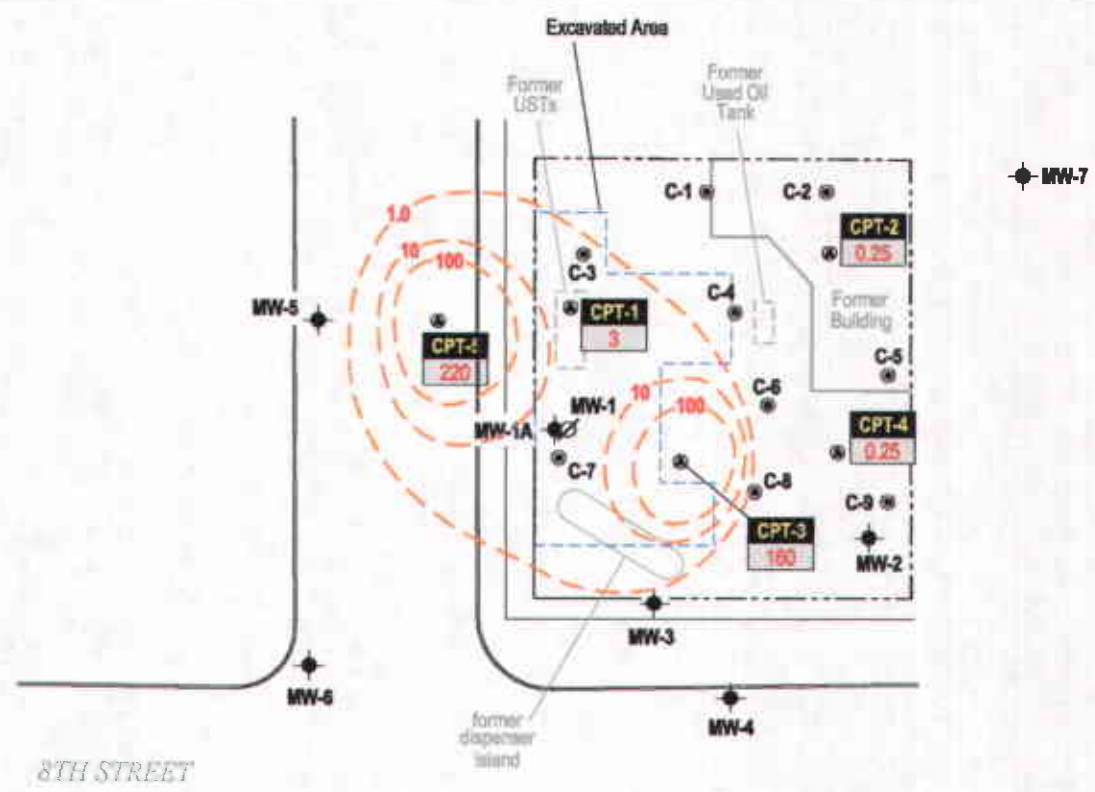 Excavated Area
Former
USTs
Former
Used Oil
Tank
MW-7
C-1
C-2
1.0
CPT-2
0.25
10
100
C-3
C-4
MW-5
CPT-1
3
Former
Building
CPT-5
220
C-5
10
100
C-6
MW-1
MW-1A
CPT-4
0.25
C-7
C-8
C-9
CPT-3
160
MW-2
MW-3
MW-6
MW-4
former
dispenser
island
8TH STREET